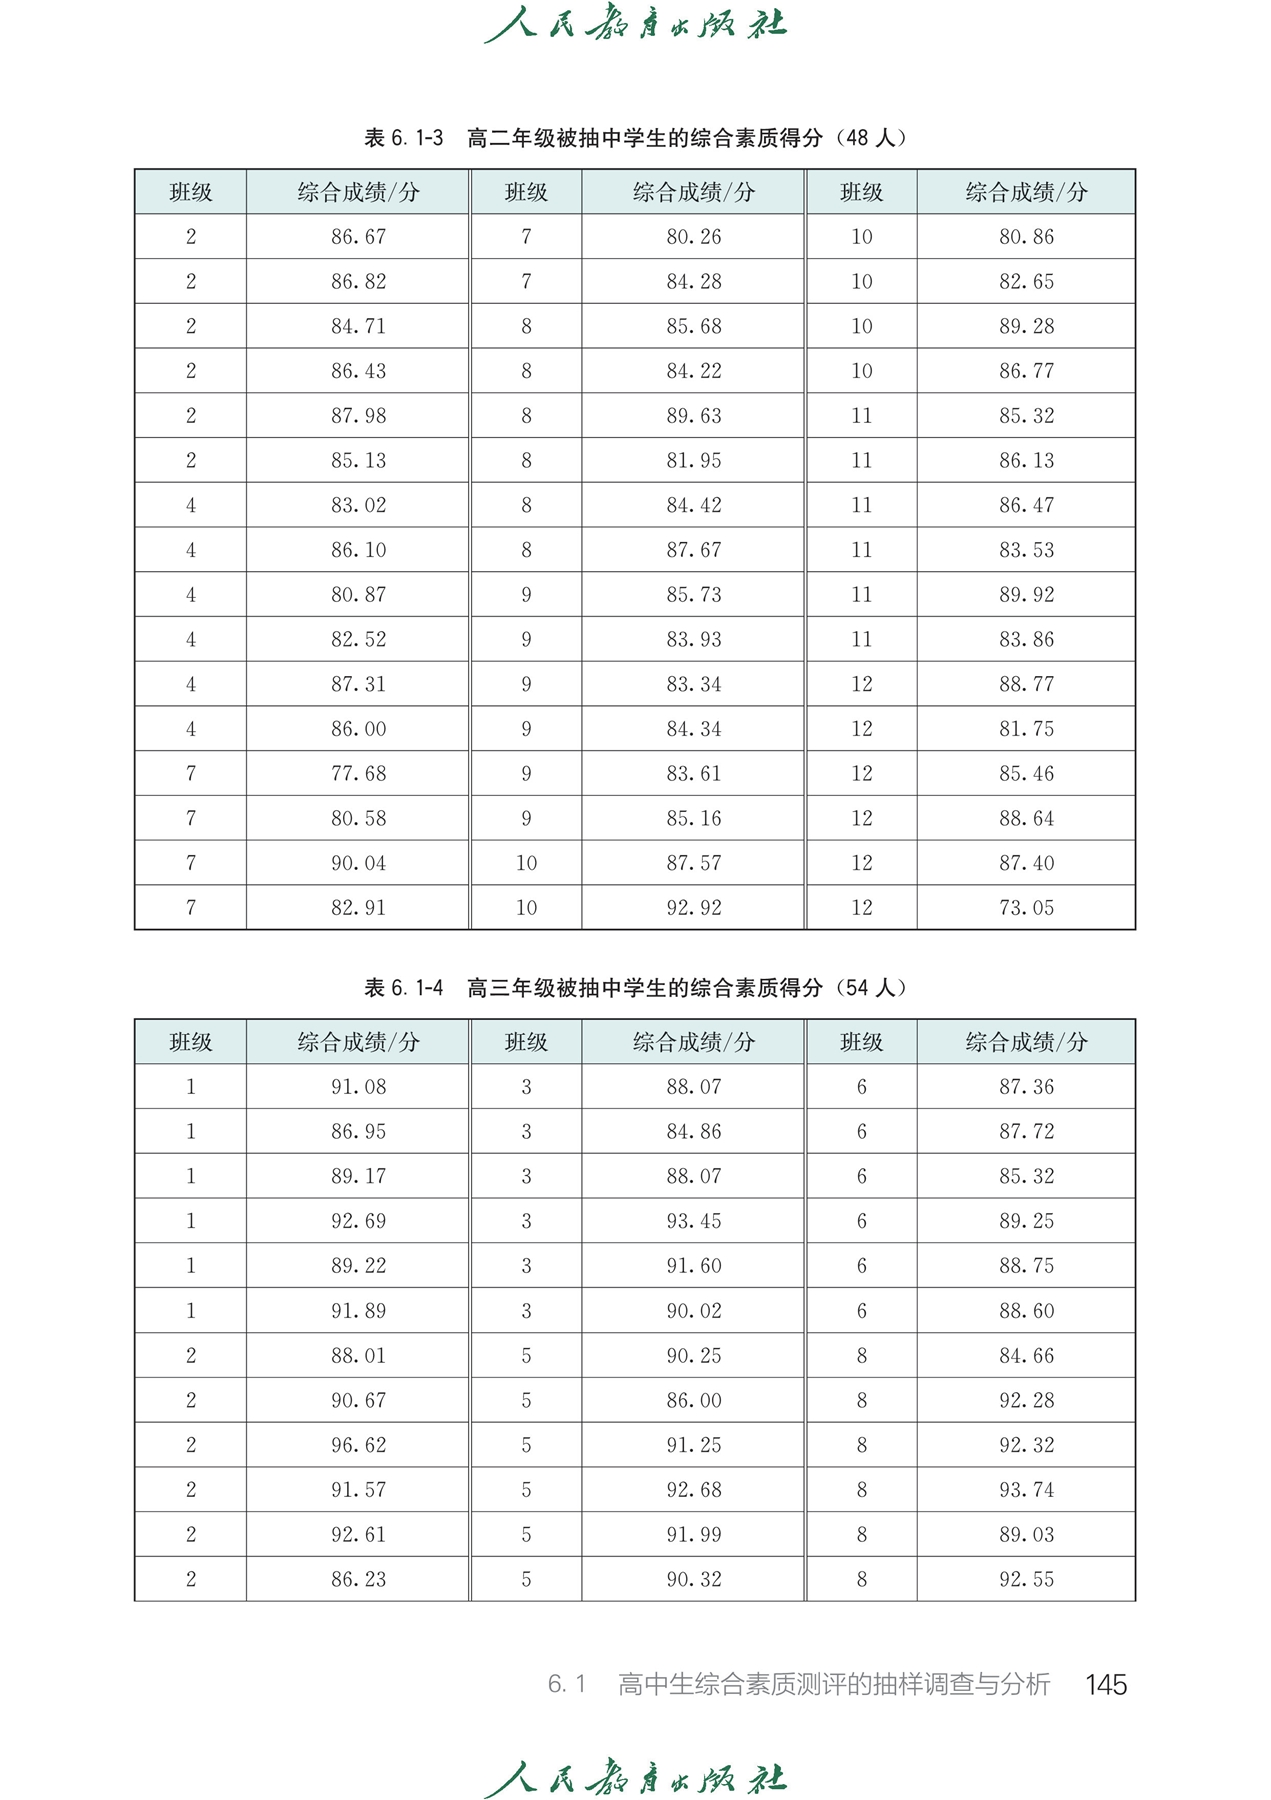 人民教育出版社
表 6.1-3 高二年级被抽中学生的综合素质得分（48 人）
班级 综合成绩/分 班级 综合成绩/分 班级 综合成绩/分
2 86.67 7 80.26 10 80.86
2 86.82 7 84.28 10 82.65
2 84.71 8 85.68 10 89.28
2 86.43 8 84.22 10 86.77
2 87.98 8 89.63 11 85.32
2 85.13 8 81.95 11 86.13
4 83.02 8 84.42 11 86.47
4 86.10 8 87.67 11 83.53
4 80.87 9 85.73 11 89.92
4 82.52 9 83.93 11 83.86
4 87.31 9 83.34 12 88.77
4 86.00 9 84.34 12 81.75
7 77.68 9 83.61 12 85.46
7 80.58 9 85.16 12 88.64
7 90.04 10 87.57 12 87.40
7 82.91 10 92.92 12 73.05
表 6.1-4 高三年级被抽中学生的综合素质得分（54 人）
班级 综合成绩/分 班级 综合成绩/分 班级 综合成绩/分
1 91.08 3 88.07 6 87.36
1 86.95 3 84.86 6 87.72
1 89.17 3 88.07 6 85.32
1 92.69 3 93.45 6 89.25
1 89.22 3 91.60 6 88.75
1 91.89 3 90.02 6 88.60
2 88.01 5 90.25 8 84.66
2 90.67 5 86.00 8 92.28
2 96.62 5 91.25 8 92.32
2 91.57 5 92.68 8 93.74
2 92.61 5 91.99 8 89.03
2 86.23 5 90.32 8 92.55
6.1 高中生综合素质测评的抽样调查与分析 145
人民教育出版社